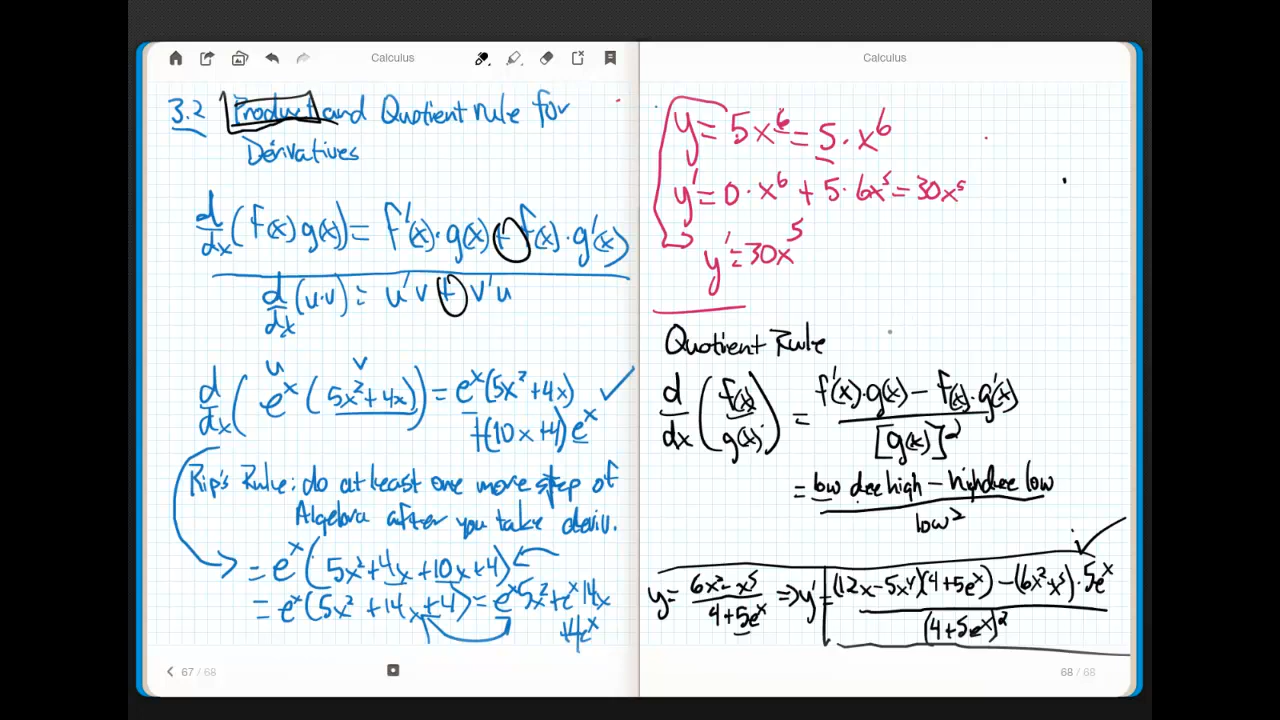 Calculus
3.2 Product and Quotient rule for
Derivatives
d/dx (f(x) g(x)) = f'(x)·g(x) + f(x)·g'(x)
d/dx (u·v) = u'v + v'u
u v
d/dx (e^x (5x²+4x)) = e^x(5x²+4x) ✓
+(10x+4)e^x
Rip's Rule: do at least one more step of
Algebra after you take deriv.
= e^x (5x²+4x+10x+4)
= e^x(5x² +14x+4) = e^x5x²+e^x14x
+4e^x
67 / 68
Calculus
y = 5x^6 = 5·x^6
y' = 0·x^6 + 5·6x^5 = 30x^5
y' = 30x^5
Quotient Rule
d/dx (f(x)/g(x)) = (f'(x)·g(x) − f(x)·g'(x))/[g(x)]²
= (low dee high − high dee low)/low²
y = (6x²−x^5)/(4+5e^x) ⇒ y' = ((12x−5x^4)(4+5e^x) − (6x²−x^5)·5e^x)/(4+5e^x)² ✓
68 / 68